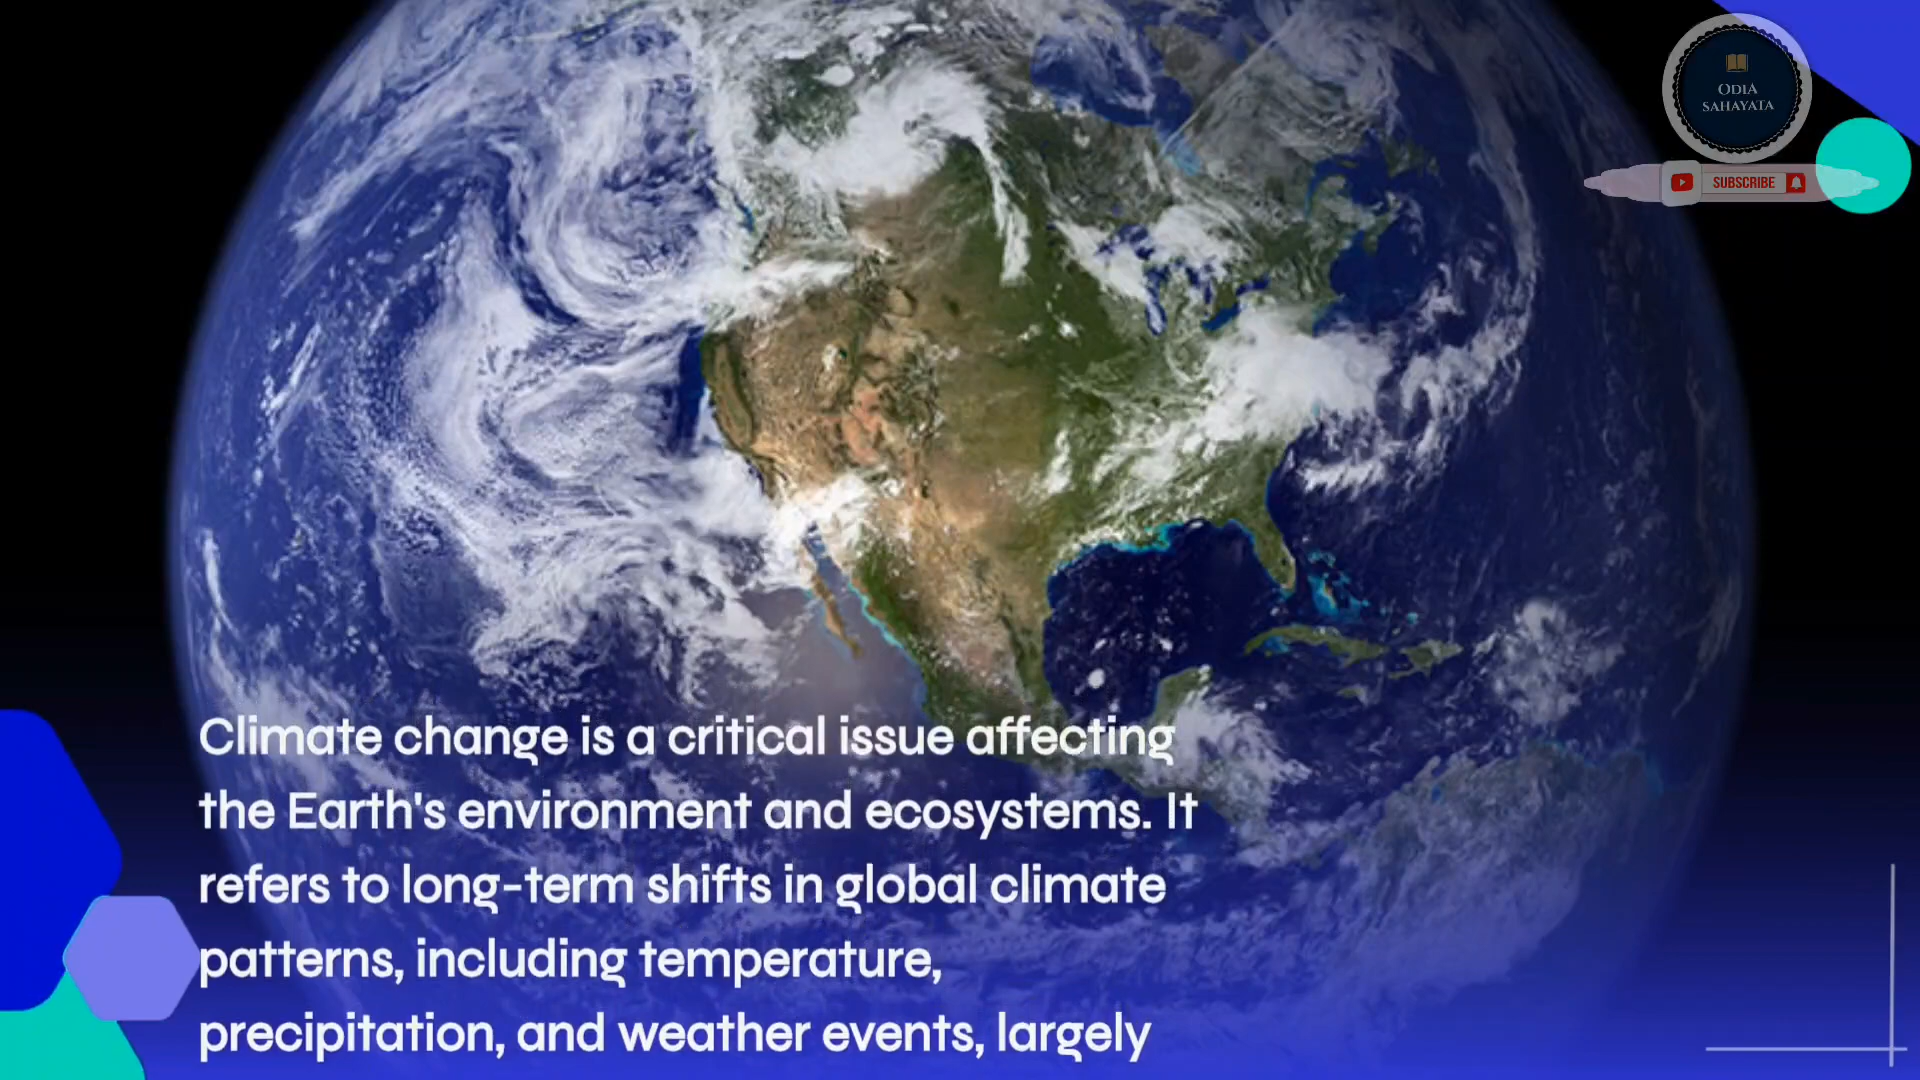 ODIA
SAHAYATA
SUBSCRIBE
Climate change is a critical issue affecting
the Earth's environment and ecosystems. It
refers to long-term shifts in global climate
patterns, including temperature,
precipitation, and weather events, largely